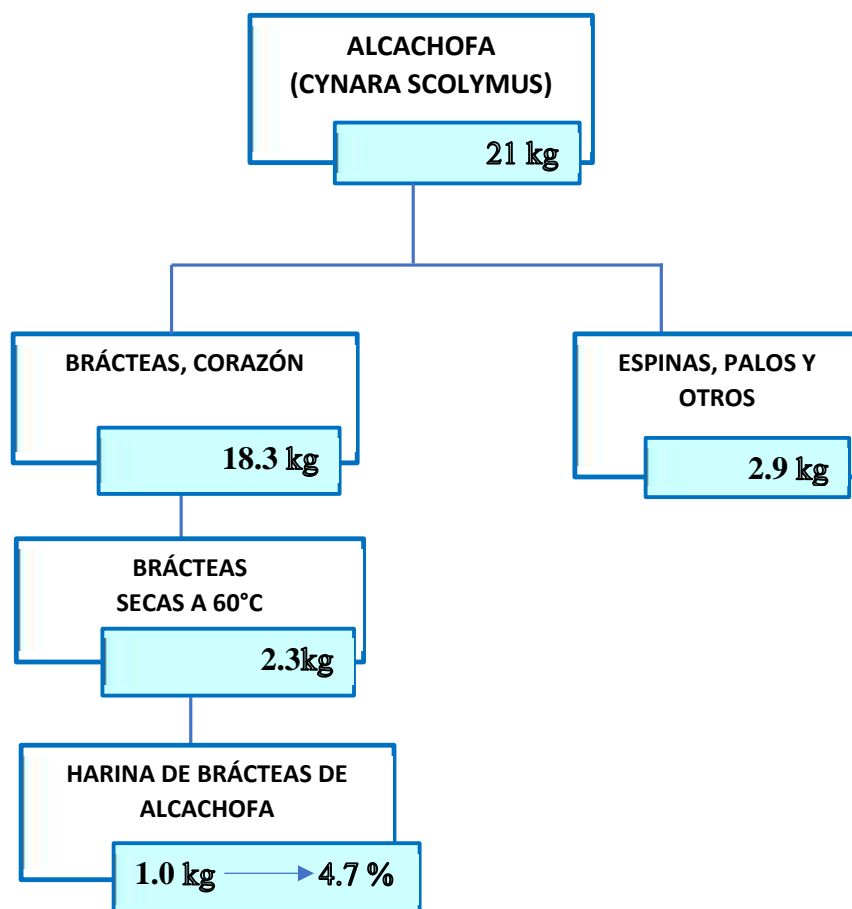 ALCACHOFA
(CYNARA SCOLYMUS)
21 kg
BRÁCTEAS, CORAZÓN
18.3 kg
ESPINAS, PALOS Y
OTROS
2.9 kg
BRÁCTEAS
SECAS A 60°C
2.3kg
HARINA DE BRÁCTEAS DE
ALCACHOFA
1.0 kg 4.7 %